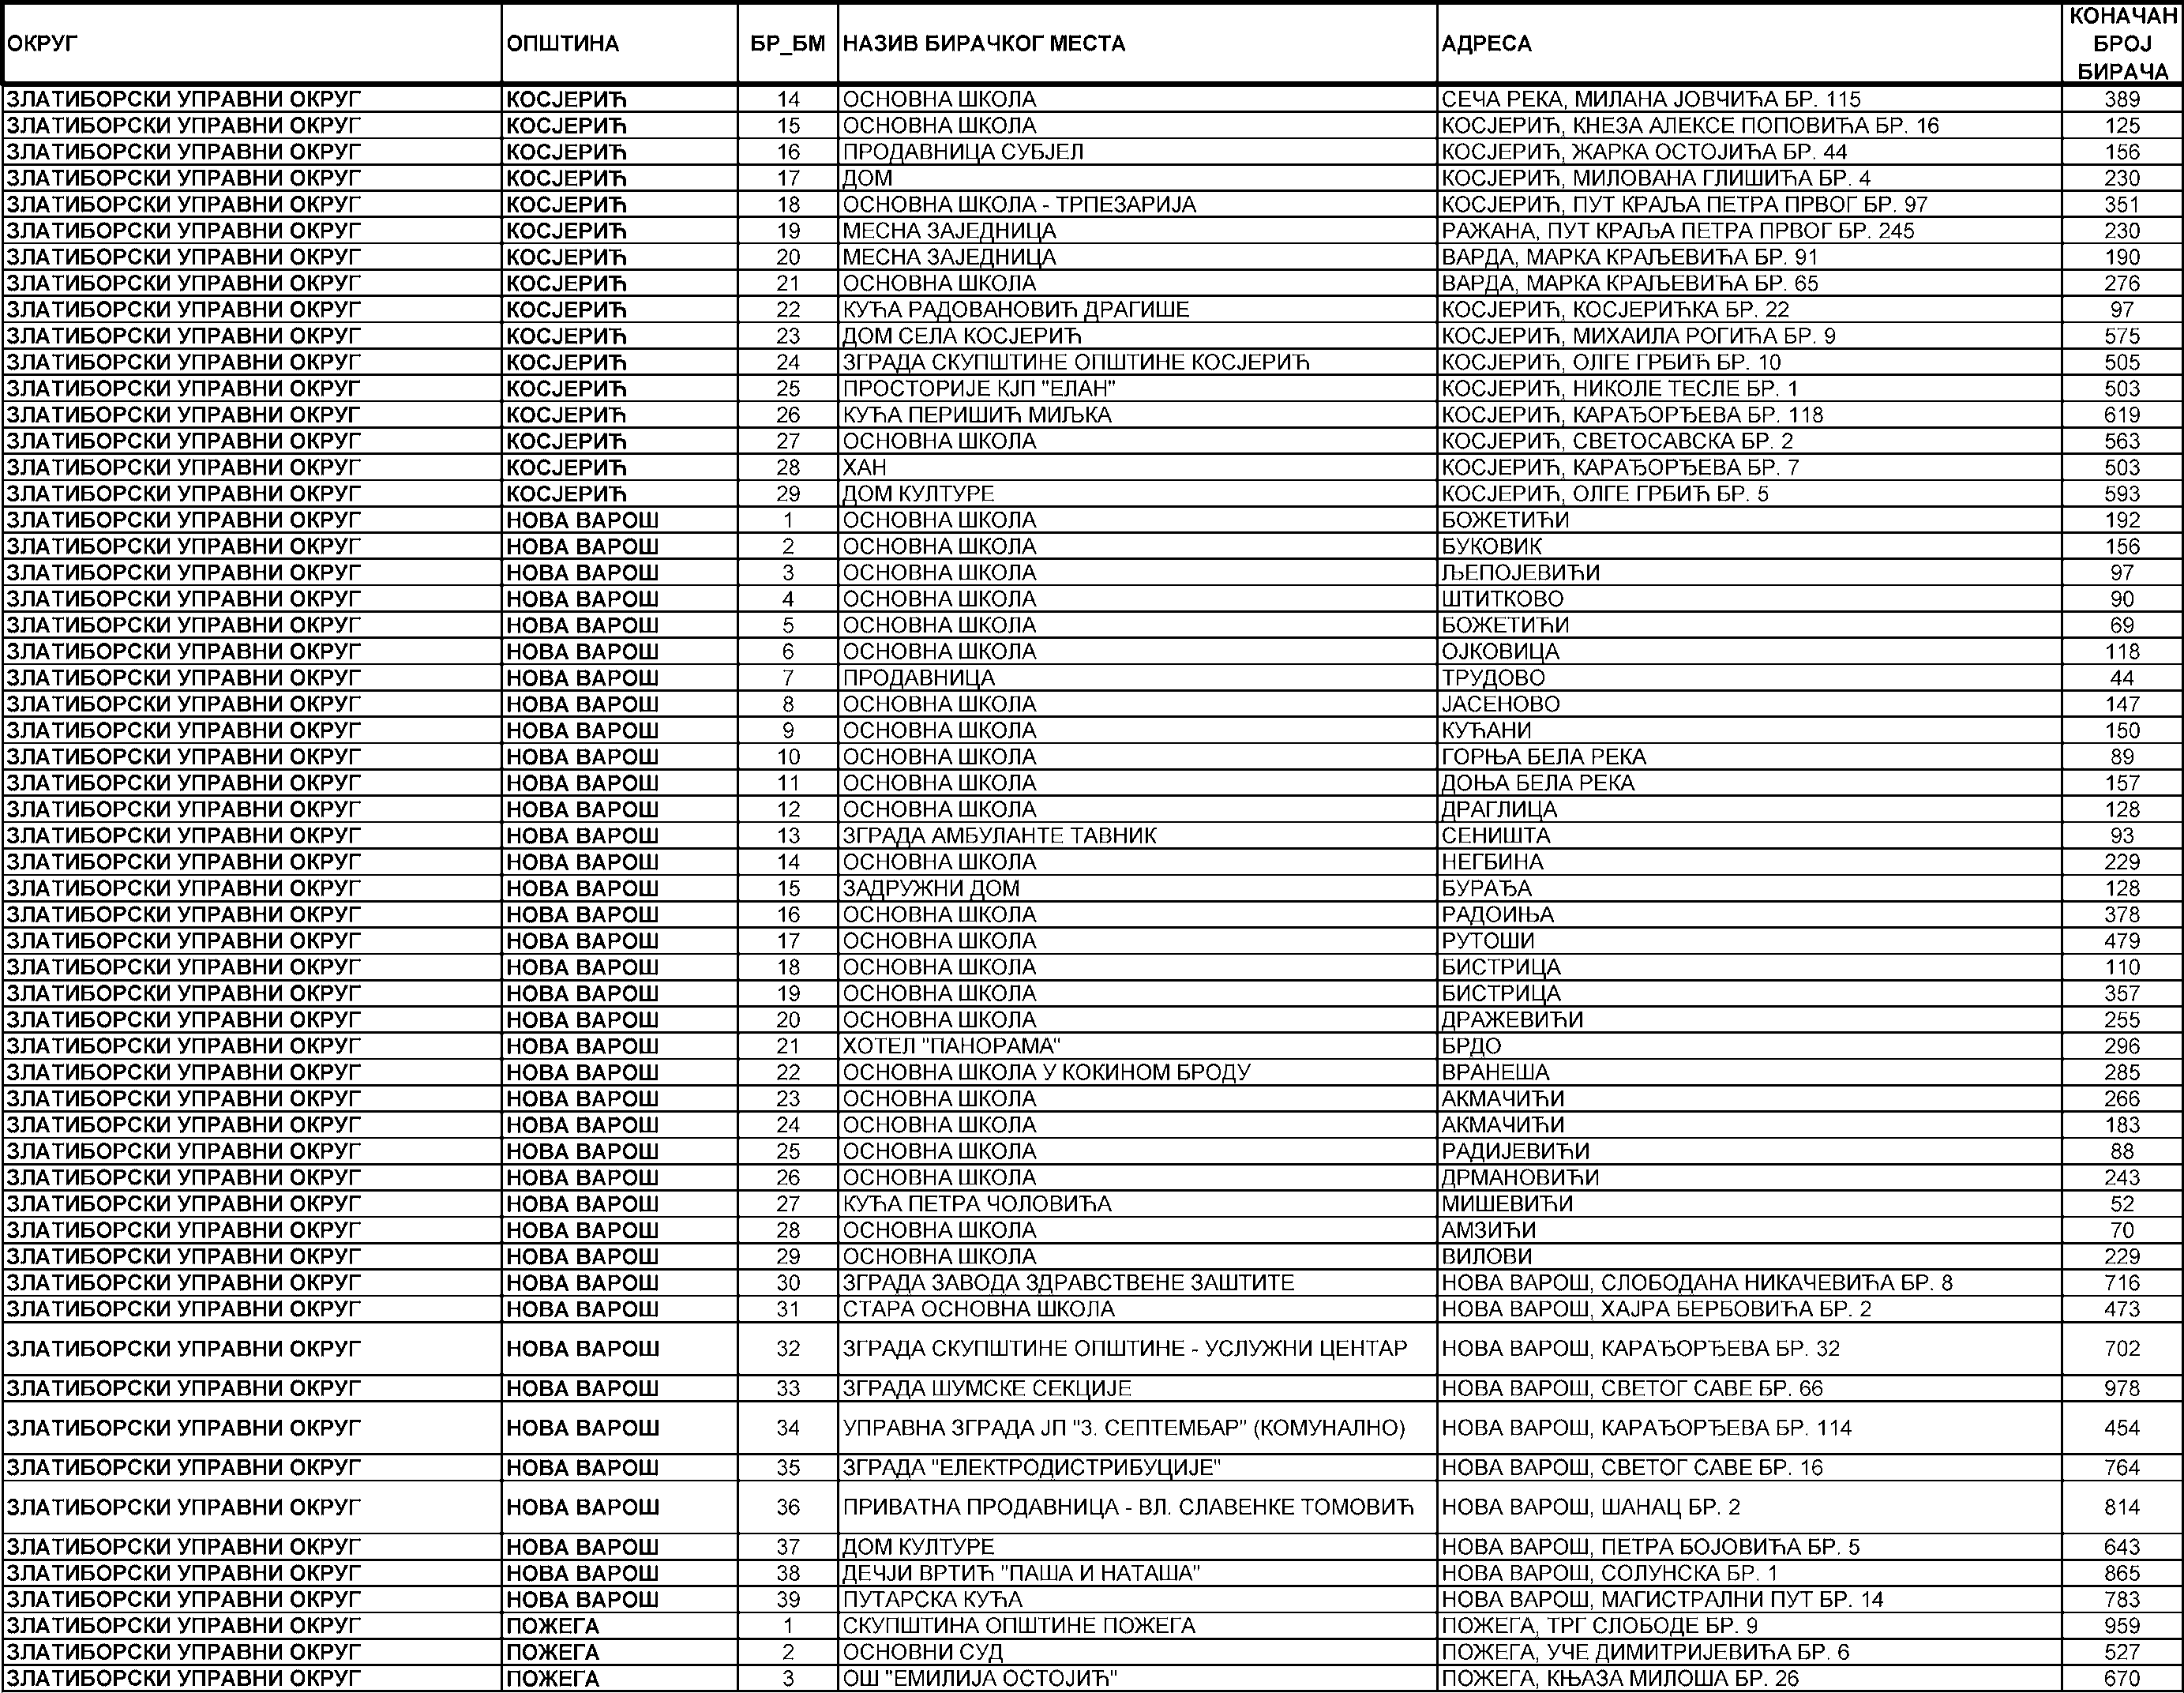 ОКРУГ ОПШТИНА БР_БМ НАЗИВ БИРАЧКОГ МЕСТА АДРЕСА КОНАЧАН БРОЈ БИРАЧА
ЗЛАТИБОРСКИ УПРАВНИ ОКРУГ КОСЈЕРИЋ 14 ОСНОВНА ШКОЛА СЕЧА РЕКА, МИЛАНА ЈОВЧИЋА БР. 115 389
ЗЛАТИБОРСКИ УПРАВНИ ОКРУГ КОСЈЕРИЋ 15 ОСНОВНА ШКОЛА КОСЈЕРИЋ, КНЕЗА АЛЕКСЕ ПОПОВИЋА БР. 16 125
ЗЛАТИБОРСКИ УПРАВНИ ОКРУГ КОСЈЕРИЋ 16 ПРОДАВНИЦА СУБЈЕЛ КОСЈЕРИЋ, ЖАРКА ОСТОЈИЋА БР. 44 156
ЗЛАТИБОРСКИ УПРАВНИ ОКРУГ КОСЈЕРИЋ 17 ДОМ КОСЈЕРИЋ, МИЛОВАНА ГЛИШИЋА БР. 4 230
ЗЛАТИБОРСКИ УПРАВНИ ОКРУГ КОСЈЕРИЋ 18 ОСНОВНА ШКОЛА - ТРПЕЗАРИЈА КОСЈЕРИЋ, ПУТ КРАЉА ПЕТРА ПРВОГ БР. 97 351
ЗЛАТИБОРСКИ УПРАВНИ ОКРУГ КОСЈЕРИЋ 19 МЕСНА ЗАЈЕДНИЦА РАЖАНА, ПУТ КРАЉА ПЕТРА ПРВОГ БР. 245 230
ЗЛАТИБОРСКИ УПРАВНИ ОКРУГ КОСЈЕРИЋ 20 МЕСНА ЗАЈЕДНИЦА ВАРДА, МАРКА КРАЉЕВИЋА БР. 91 190
ЗЛАТИБОРСКИ УПРАВНИ ОКРУГ КОСЈЕРИЋ 21 ОСНОВНА ШКОЛА ВАРДА, МАРКА КРАЉЕВИЋА БР. 65 276
ЗЛАТИБОРСКИ УПРАВНИ ОКРУГ КОСЈЕРИЋ 22 КУЋА РАДОВАНОВИЋ ДРАГИШЕ КОСЈЕРИЋ, КОСЈЕРИЋКА БР. 22 97
ЗЛАТИБОРСКИ УПРАВНИ ОКРУГ КОСЈЕРИЋ 23 ДОМ СЕЛА КОСЈЕРИЋ КОСЈЕРИЋ, МИХАИЛА РОГИЋА БР. 9 575
ЗЛАТИБОРСКИ УПРАВНИ ОКРУГ КОСЈЕРИЋ 24 ЗГРАДА СКУПШТИНЕ ОПШТИНЕ КОСЈЕРИЋ КОСЈЕРИЋ, ОЛГЕ ГРБИЋ БР. 10 505
ЗЛАТИБОРСКИ УПРАВНИ ОКРУГ КОСЈЕРИЋ 25 ПРОСТОРИЈЕ КЈП "ЕЛАН" КОСЈЕРИЋ, НИКОЛЕ ТЕСЛЕ БР. 1 503
ЗЛАТИБОРСКИ УПРАВНИ ОКРУГ КОСЈЕРИЋ 26 КУЋА ПЕРИШИЋ МИЉКА КОСЈЕРИЋ, КАРАЂОРЂЕВА БР. 118 619
ЗЛАТИБОРСКИ УПРАВНИ ОКРУГ КОСЈЕРИЋ 27 ОСНОВНА ШКОЛА КОСЈЕРИЋ, СВЕТОСАВСКА БР. 2 563
ЗЛАТИБОРСКИ УПРАВНИ ОКРУГ КОСЈЕРИЋ 28 ХАН КОСЈЕРИЋ, КАРАЂОРЂЕВА БР. 7 503
ЗЛАТИБОРСКИ УПРАВНИ ОКРУГ КОСЈЕРИЋ 29 ДОМ КУЛТУРЕ КОСЈЕРИЋ, ОЛГЕ ГРБИЋ БР. 5 593
ЗЛАТИБОРСКИ УПРАВНИ ОКРУГ НОВА ВАРОШ 1 ОСНОВНА ШКОЛА БОЖЕТИЋИ 192
ЗЛАТИБОРСКИ УПРАВНИ ОКРУГ НОВА ВАРОШ 2 ОСНОВНА ШКОЛА БУКОВИК 156
ЗЛАТИБОРСКИ УПРАВНИ ОКРУГ НОВА ВАРОШ 3 ОСНОВНА ШКОЛА ЉЕПОЈЕВИЋИ 97
ЗЛАТИБОРСКИ УПРАВНИ ОКРУГ НОВА ВАРОШ 4 ОСНОВНА ШКОЛА ШТИТКОВО 90
ЗЛАТИБОРСКИ УПРАВНИ ОКРУГ НОВА ВАРОШ 5 ОСНОВНА ШКОЛА БОЖЕТИЋИ 69
ЗЛАТИБОРСКИ УПРАВНИ ОКРУГ НОВА ВАРОШ 6 ОСНОВНА ШКОЛА ОЈКОВИЦА 118
ЗЛАТИБОРСКИ УПРАВНИ ОКРУГ НОВА ВАРОШ 7 ПРОДАВНИЦА ТРУДОВО 44
ЗЛАТИБОРСКИ УПРАВНИ ОКРУГ НОВА ВАРОШ 8 ОСНОВНА ШКОЛА ЈАСЕНОВО 147
ЗЛАТИБОРСКИ УПРАВНИ ОКРУГ НОВА ВАРОШ 9 ОСНОВНА ШКОЛА КУЋАНИ 150
ЗЛАТИБОРСКИ УПРАВНИ ОКРУГ НОВА ВАРОШ 10 ОСНОВНА ШКОЛА ГОРЊА БЕЛА РЕКА 89
ЗЛАТИБОРСКИ УПРАВНИ ОКРУГ НОВА ВАРОШ 11 ОСНОВНА ШКОЛА ДОЊА БЕЛА РЕКА 157
ЗЛАТИБОРСКИ УПРАВНИ ОКРУГ НОВА ВАРОШ 12 ОСНОВНА ШКОЛА ДРАГЛИЦА 128
ЗЛАТИБОРСКИ УПРАВНИ ОКРУГ НОВА ВАРОШ 13 ЗГРАДА АМБУЛАНТЕ ТАВНИК СЕНИШТА 93
ЗЛАТИБОРСКИ УПРАВНИ ОКРУГ НОВА ВАРОШ 14 ОСНОВНА ШКОЛА НЕГБИНА 229
ЗЛАТИБОРСКИ УПРАВНИ ОКРУГ НОВА ВАРОШ 15 ЗАДРУЖНИ ДОМ БУРАЂА 128
ЗЛАТИБОРСКИ УПРАВНИ ОКРУГ НОВА ВАРОШ 16 ОСНОВНА ШКОЛА РАДОИЊА 378
ЗЛАТИБОРСКИ УПРАВНИ ОКРУГ НОВА ВАРОШ 17 ОСНОВНА ШКОЛА РУТОШИ 479
ЗЛАТИБОРСКИ УПРАВНИ ОКРУГ НОВА ВАРОШ 18 ОСНОВНА ШКОЛА БИСТРИЦА 110
ЗЛАТИБОРСКИ УПРАВНИ ОКРУГ НОВА ВАРОШ 19 ОСНОВНА ШКОЛА БИСТРИЦА 357
ЗЛАТИБОРСКИ УПРАВНИ ОКРУГ НОВА ВАРОШ 20 ОСНОВНА ШКОЛА ДРАЖЕВИЋИ 255
ЗЛАТИБОРСКИ УПРАВНИ ОКРУГ НОВА ВАРОШ 21 ХОТЕЛ "ПАНОРАМА" БРДО 296
ЗЛАТИБОРСКИ УПРАВНИ ОКРУГ НОВА ВАРОШ 22 ОСНОВНА ШКОЛА У КОКИНОМ БРОДУ ВРАНЕША 285
ЗЛАТИБОРСКИ УПРАВНИ ОКРУГ НОВА ВАРОШ 23 ОСНОВНА ШКОЛА АКМАЧИЋИ 266
ЗЛАТИБОРСКИ УПРАВНИ ОКРУГ НОВА ВАРОШ 24 ОСНОВНА ШКОЛА АКМАЧИЋИ 183
ЗЛАТИБОРСКИ УПРАВНИ ОКРУГ НОВА ВАРОШ 25 ОСНОВНА ШКОЛА РАДИЈЕВИЋИ 88
ЗЛАТИБОРСКИ УПРАВНИ ОКРУГ НОВА ВАРОШ 26 ОСНОВНА ШКОЛА ДРМАНОВИЋИ 243
ЗЛАТИБОРСКИ УПРАВНИ ОКРУГ НОВА ВАРОШ 27 КУЋА ПЕТРА ЧОЛОВИЋА МИШЕВИЋИ 52
ЗЛАТИБОРСКИ УПРАВНИ ОКРУГ НОВА ВАРОШ 28 ОСНОВНА ШКОЛА АМЗИЋИ 70
ЗЛАТИБОРСКИ УПРАВНИ ОКРУГ НОВА ВАРОШ 29 ОСНОВНА ШКОЛА ВИЛОВИ 229
ЗЛАТИБОРСКИ УПРАВНИ ОКРУГ НОВА ВАРОШ 30 ЗГРАДА ЗАВОДА ЗДРАВСТВЕНЕ ЗАШТИТЕ НОВА ВАРОШ, СЛОБОДАНА НИКАЧЕВИЋА БР. 8 716
ЗЛАТИБОРСКИ УПРАВНИ ОКРУГ НОВА ВАРОШ 31 СТАРА ОСНОВНА ШКОЛА НОВА ВАРОШ, ХАЈРА БЕРБОВИЋА БР. 2 473
ЗЛАТИБОРСКИ УПРАВНИ ОКРУГ НОВА ВАРОШ 32 ЗГРАДА СКУПШТИНЕ ОПШТИНЕ - УСЛУЖНИ ЦЕНТАР НОВА ВАРОШ, КАРАЂОРЂЕВА БР. 32 702
ЗЛАТИБОРСКИ УПРАВНИ ОКРУГ НОВА ВАРОШ 33 ЗГРАДА ШУМСКЕ СЕКЦИЈЕ НОВА ВАРОШ, СВЕТОГ САВЕ БР. 66 978
ЗЛАТИБОРСКИ УПРАВНИ ОКРУГ НОВА ВАРОШ 34 УПРАВНА ЗГРАДА ЈП "3. СЕПТЕМБАР" (КОМУНАЛНО) НОВА ВАРОШ, КАРАЂОРЂЕВА БР. 114 454
ЗЛАТИБОРСКИ УПРАВНИ ОКРУГ НОВА ВАРОШ 35 ЗГРАДА "ЕЛЕКТРОДИСТРИБУЦИЈЕ" НОВА ВАРОШ, СВЕТОГ САВЕ БР. 16 764
ЗЛАТИБОРСКИ УПРАВНИ ОКРУГ НОВА ВАРОШ 36 ПРИВАТНА ПРОДАВНИЦА - ВЛ. СЛАВЕНКЕ ТОМОВИЋ НОВА ВАРОШ, ШАНАЦ БР. 2 814
ЗЛАТИБОРСКИ УПРАВНИ ОКРУГ НОВА ВАРОШ 37 ДОМ КУЛТУРЕ НОВА ВАРОШ, ПЕТРА БОЈОВИЋА БР. 5 643
ЗЛАТИБОРСКИ УПРАВНИ ОКРУГ НОВА ВАРОШ 38 ДЕЧЈИ ВРТИЋ "ПАША И НАТАША" НОВА ВАРОШ, СОЛУНСКА БР. 1 865
ЗЛАТИБОРСКИ УПРАВНИ ОКРУГ НОВА ВАРОШ 39 ПУТАРСКА КУЋА НОВА ВАРОШ, МАГИСТРАЛНИ ПУТ БР. 14 783
ЗЛАТИБОРСКИ УПРАВНИ ОКРУГ ПОЖЕГА 1 СКУПШТИНА ОПШТИНЕ ПОЖЕГА ПОЖЕГА, ТРГ СЛОБОДЕ БР. 9 959
ЗЛАТИБОРСКИ УПРАВНИ ОКРУГ ПОЖЕГА 2 ОСНОВНИ СУД ПОЖЕГА, УЧЕ ДИМИТРИЈЕВИЋА БР. 6 527
ЗЛАТИБОРСКИ УПРАВНИ ОКРУГ ПОЖЕГА 3 ОШ "ЕМИЛИЈА ОСТОЈИЋ" ПОЖЕГА, КЊАЗА МИЛОША БР. 26 670